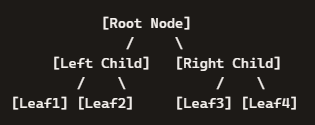 [Root Node]
/ \
[Left Child] [Right Child]
/ \ / \
[Leaf1] [Leaf2] [Leaf3] [Leaf4]